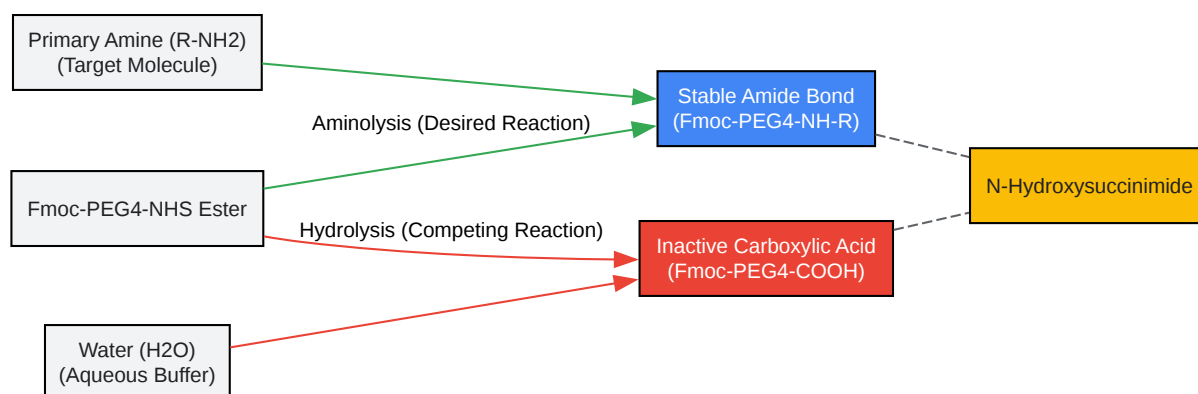 Primary Amine (R-NH2)
(Target Molecule)
Stable Amide Bond
(Fmoc-PEG4-NH-R)
Aminolysis (Desired Reaction)
N-Hydroxysuccinimide
Fmoc-PEG4-NHS Ester
Hydrolysis (Competing Reaction)
Inactive Carboxylic Acid
(Fmoc-PEG4-COOH)
Water (H2O)
(Aqueous Buffer)